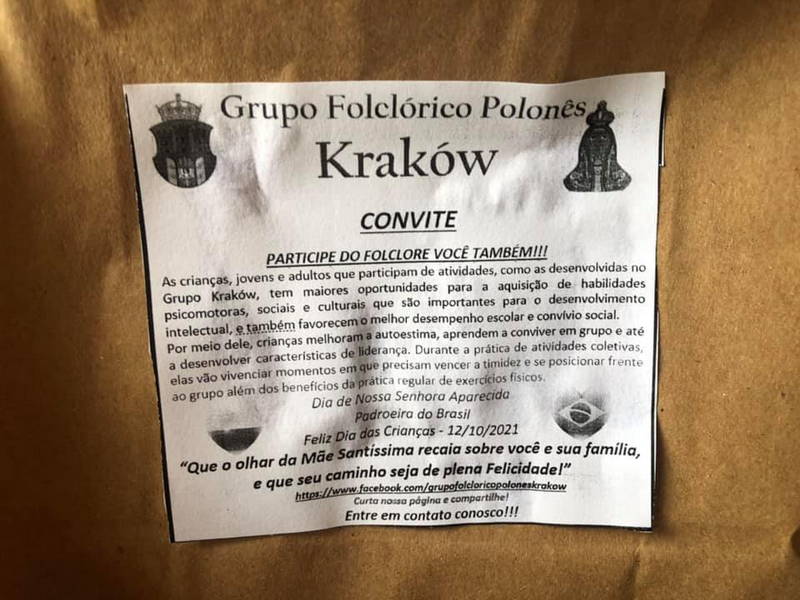 Grupo Folclórico Polonês
Kraków
CONVITE
PARTICIPE DO FOLCLORE VOCÊ TAMBÉM!!!
As crianças, jovens e adultos que participam de atividades, como as desenvolvidas no
Grupo Kraków, tem maiores oportunidades para a aquisição de habilidades
psicomotoras, sociais e culturais que são importantes para o desenvolvimento
intelectual, e também favorecem o melhor desempenho escolar e convívio social.
Por meio dele, crianças melhoram a autoestima, aprendem a conviver em grupo e até
a desenvolver características de liderança. Durante a prática de atividades coletivas,
elas vão vivenciar momentos em que precisam vencer a timidez e se posicionar frente
ao grupo além dos benefícios da prática regular de exercícios físicos.
Dia de Nossa Senhora Aparecida
Padroeira do Brasil
Feliz Dia das Crianças - 12/10/2021
“Que o olhar da Mãe Santíssima recaia sobre você e sua família,
e que seu caminho seja de plena Felicidade!”
https://www.facebook.com/grupofolcloricopoloneskrakow
Curta nossa página e compartilhe!
Entre em contato conosco!!!